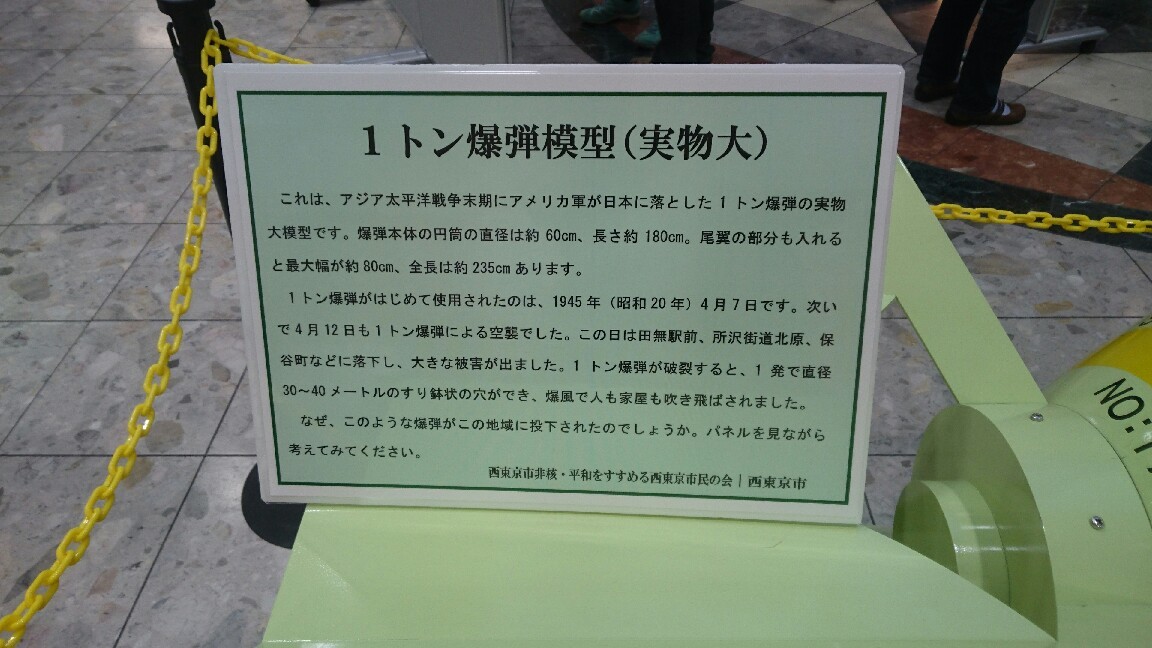 1トン爆弾模型(実物大)
これは、アジア太平洋戦争末期にアメリカ軍が日本に落とした1トン爆弾の実物
大模型です。爆弾本体の円筒の直径は約60cm、長さ約180cm。尾翼の部分も入れる
と最大幅が約80cm、全長は約235cmあります。
1トン爆弾がはじめて使用されたのは、1945年(昭和20年)4月7日です。次い
で4月12日も1トン爆弾による空襲でした。この日は田無駅前、所沢街道北原、保
谷町などに落下し、大きな被害が出ました。1トン爆弾が破裂すると、1発で直径
30〜40メートルのすり鉢状の穴ができ、爆風で人も家屋も吹き飛ばされました。
なぜ、このような爆弾がこの地域に投下されたのでしょうか。パネルを見ながら
考えてみてください。
西東京市非核・平和をすすめる西東京市民の会|西東京市
NO:1